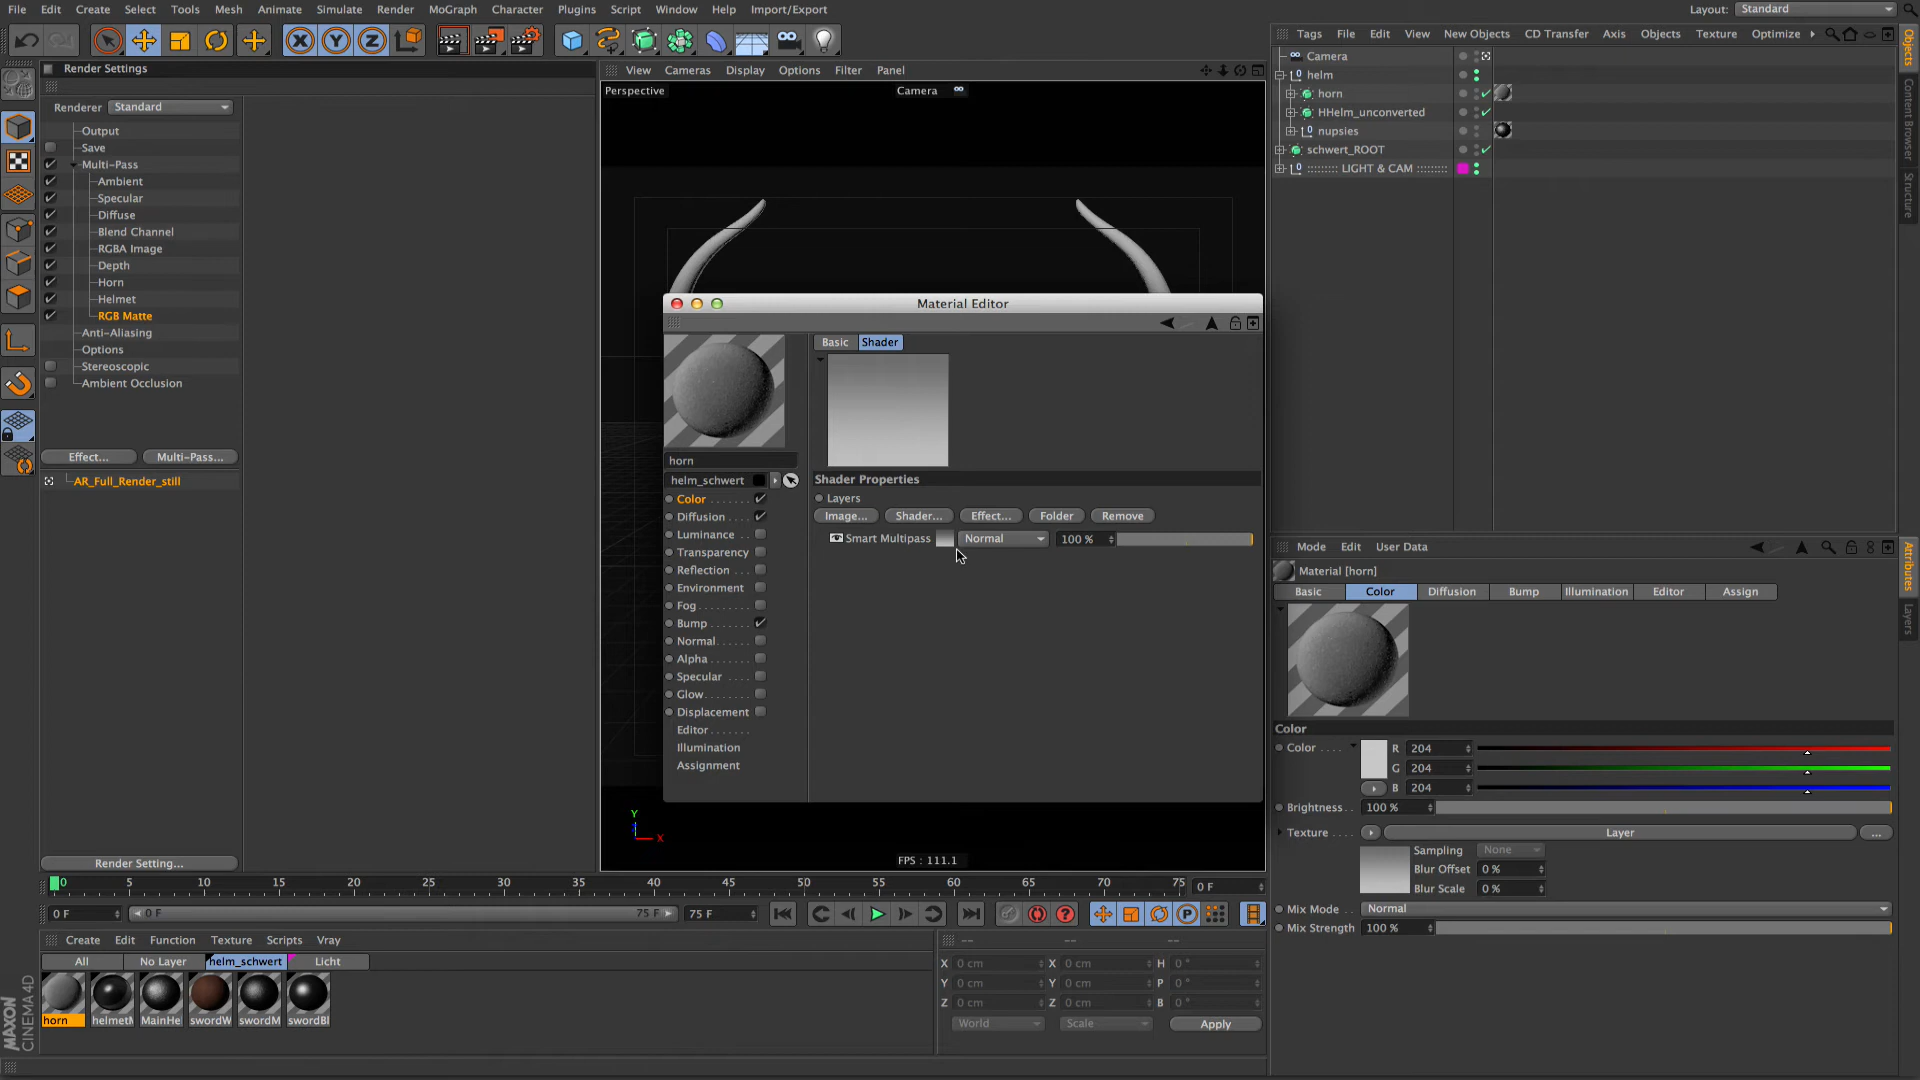 File Edit Create Select Tools Mesh Animate Simulate Render MoGraph Character Plugins Script Window Help Import/Export Layout: Standard
Render Settings
Renderer Standard
Output
Save
Multi-Pass
Ambient
Specular
Diffuse
Blend Channel
RGBA Image
Depth
Horn
Helmet
RGB Matte
Anti-Aliasing
Options
Stereoscopic
Ambient Occlusion
Effect... Multi-Pass...
AR_Full_Render_still
Render Setting...
View Cameras Display Options Filter Panel
Perspective Camera
Material Editor
horn
helm_schwert
Color
Diffusion
Luminance
Transparency
Reflection
Environment
Fog
Bump
Normal
Alpha
Specular
Glow
Displacement
Editor
Illumination
Assignment
Basic Shader
Shader Properties
Layers
Image... Shader... Effect... Folder Remove
Smart Multipass Normal 100 %
Y
X
FPS : 111.1
0 5 10 15 20 25 30 35 40 45 50 55 60 65 70 75 0 F
0 F 0 F 75 F 75 F
Create Edit Function Texture Scripts Vray
All No Layer helm_schwert Licht
horn helmetM MainHe swordW swordM swordBl
MAXON
CINEMA 4D
-- -- --
X 0 cm X 0 cm H 0 °
Y 0 cm Y 0 cm P 0 °
Z 0 cm Z 0 cm B 0 °
World Scale Apply
Tags File Edit View New Objects CD Transfer Axis Objects Texture Optimize
Camera
helm
horn
HHelm_unconverted
nupsies
schwert_ROOT
::::::::: LIGHT & CAM :::::::::
Objects
Content Browser
Structure
Mode Edit User Data
Material [horn]
Basic Color Diffusion Bump Illumination Editor Assign
Color
Color R 204
G 204
B 204
Brightness 100 %
Texture Layer ...
Sampling None
Blur Offset 0 %
Blur Scale 0 %
Mix Mode Normal
Mix Strength 100 %
Attributes
Layers